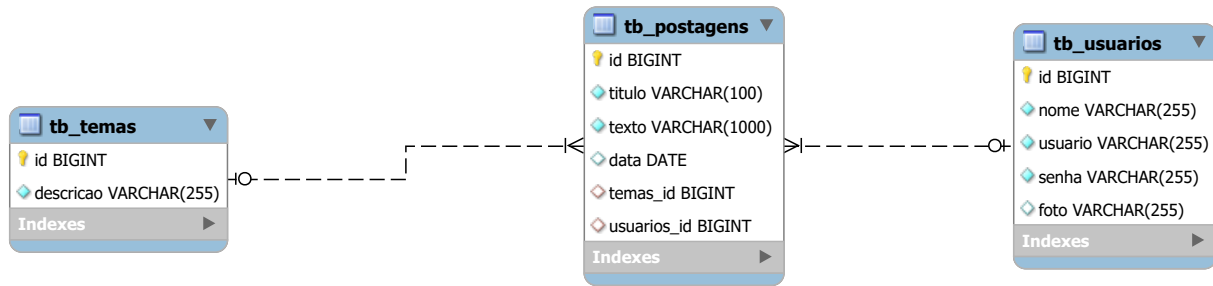 tb_temas
id BIGINT
descricao VARCHAR(255)
Indexes
tb_postagens
id BIGINT
titulo VARCHAR(100)
texto VARCHAR(1000)
data DATE
temas_id BIGINT
usuarios_id BIGINT
Indexes
tb_usuarios
id BIGINT
nome VARCHAR(255)
usuario VARCHAR(255)
senha VARCHAR(255)
foto VARCHAR(255)
Indexes